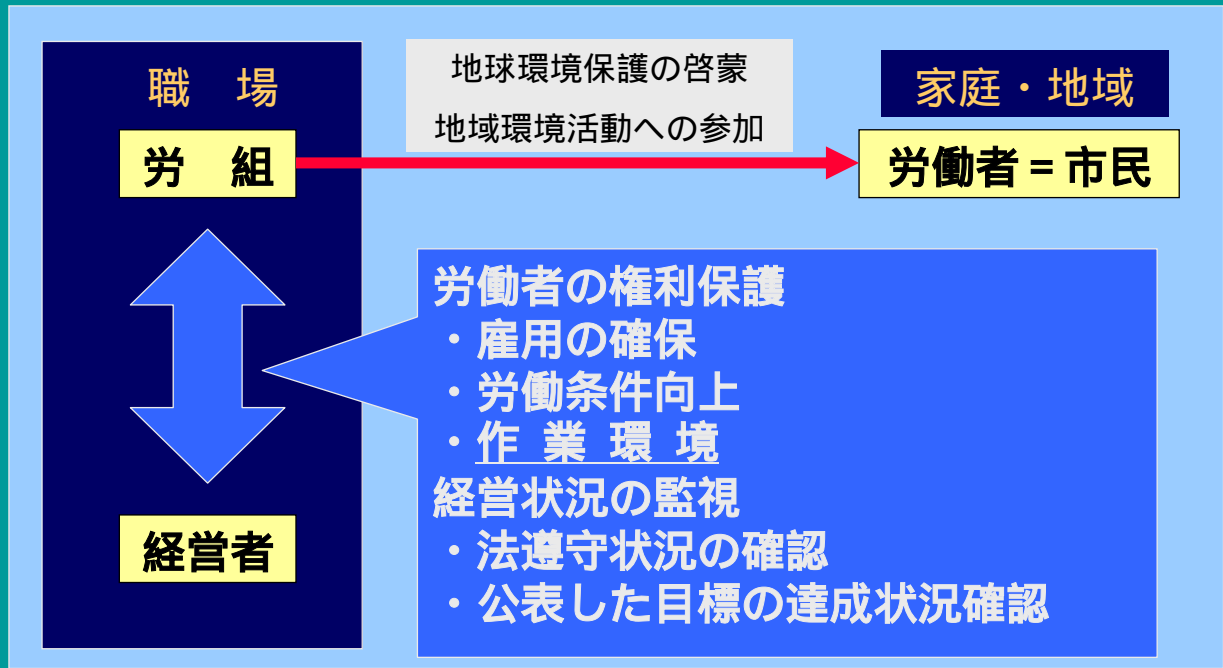 職　場
労　組
地球環境保護の啓蒙
地域環境活動への参加
家庭・地域
労働者 = 市民
労働者の権利保護
・雇用の確保
・労働条件向上
・作 業 環 境
経営状況の監視
・法遵守状況の確認
・公表した目標の達成状況確認
経営者